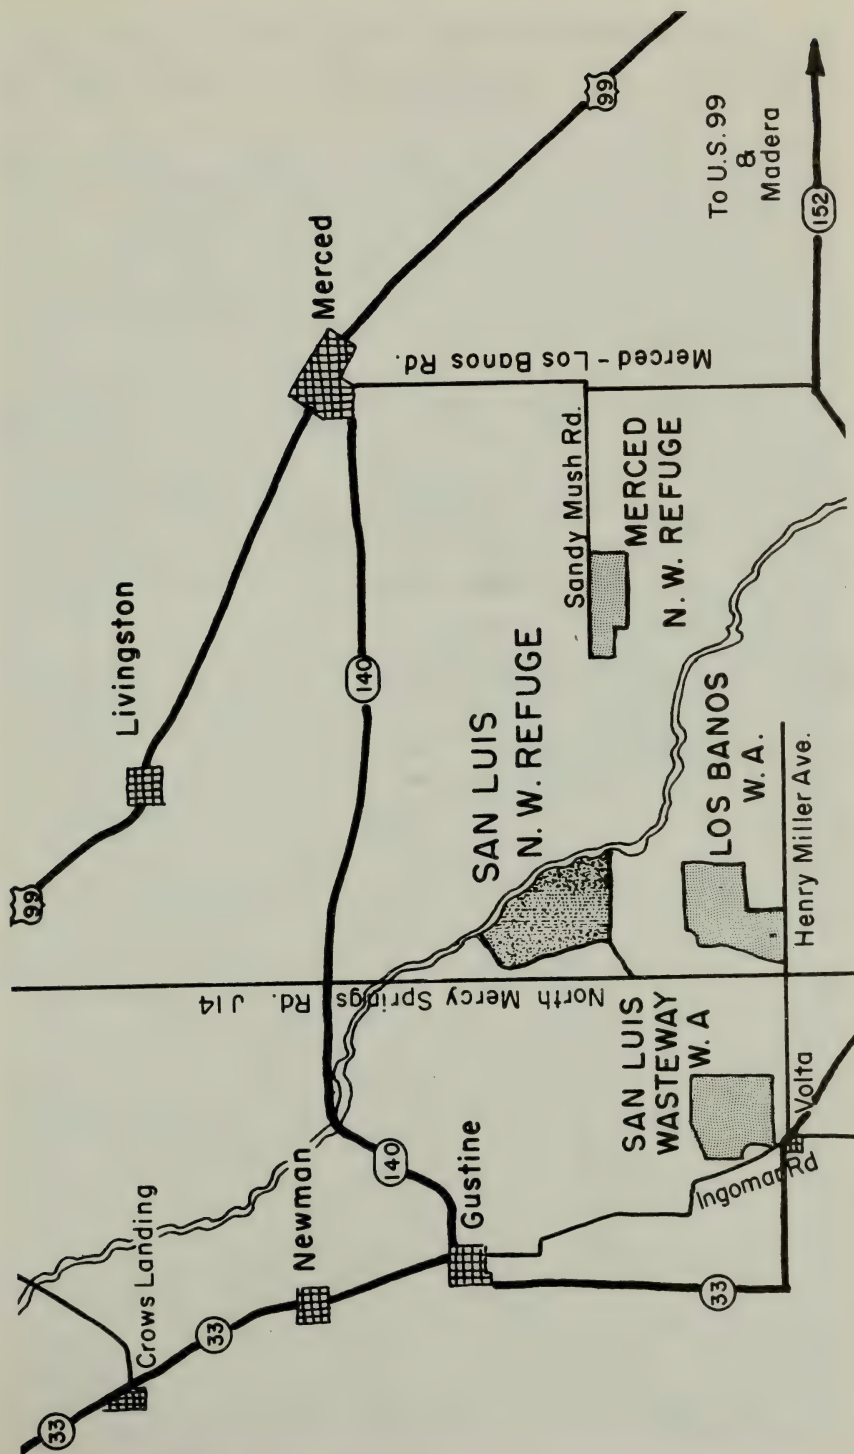 99
Livingston
Merced
99
To U.S. 99
&
Madera
152
Merced - Los Banos Rd.
140
Sandy Mush Rd.
MERCED
N. W. REFUGE
SAN LUIS
N. W. REFUGE
LOS BANOS
W. A.
Henry Miller Ave.
North Mercy Springs Rd. J14
SAN LUIS
WASTEWAY
W. A
Volta
Ingomar Rd
140
Gustine
Newman
Crows Landing
33
33
33